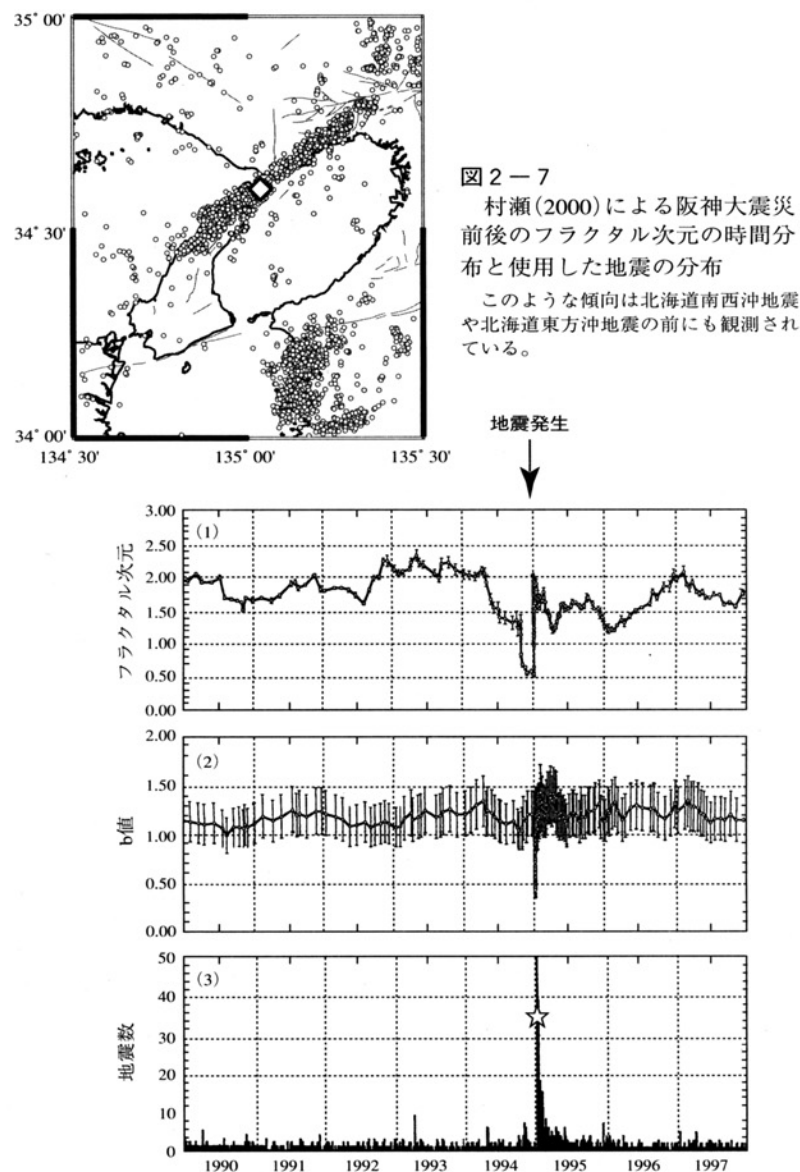 35° 00'
34° 30'
34° 00'
134° 30'
135° 00'
135° 30'
図2－7
村瀬(2000)による阪神大震災
前後のフラクタル次元の時間分
布と使用した地震の分布
このような傾向は北海道南西沖地震
や北海道東方沖地震の前にも観測され
ている。
地震発生
(1)
フラクタル次元
3.00
2.50
2.00
1.50
1.00
0.50
0.00
(2)
b値
2.00
1.50
1.00
0.50
0.00
(3)
地震数
50
40
30
20
10
0
1990 1991 1992 1993 1994 1995 1996 1997